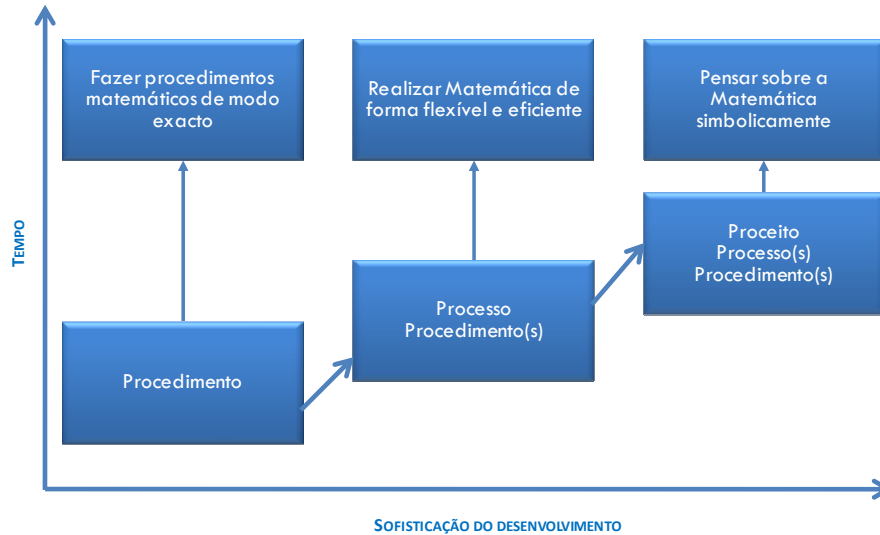 Fazer procedimentos
matemáticos de modo
exacto
Realizar Matemática de
forma flexível e eficiente
Pensar sobre a
Matemática
simbolicamente
Proceito
Processo(s)
Procedimento(s)
Processo
Procedimento(s)
Procedimento
TEMPO
SOFISTICAÇÃO DO DESENVOLVIMENTO